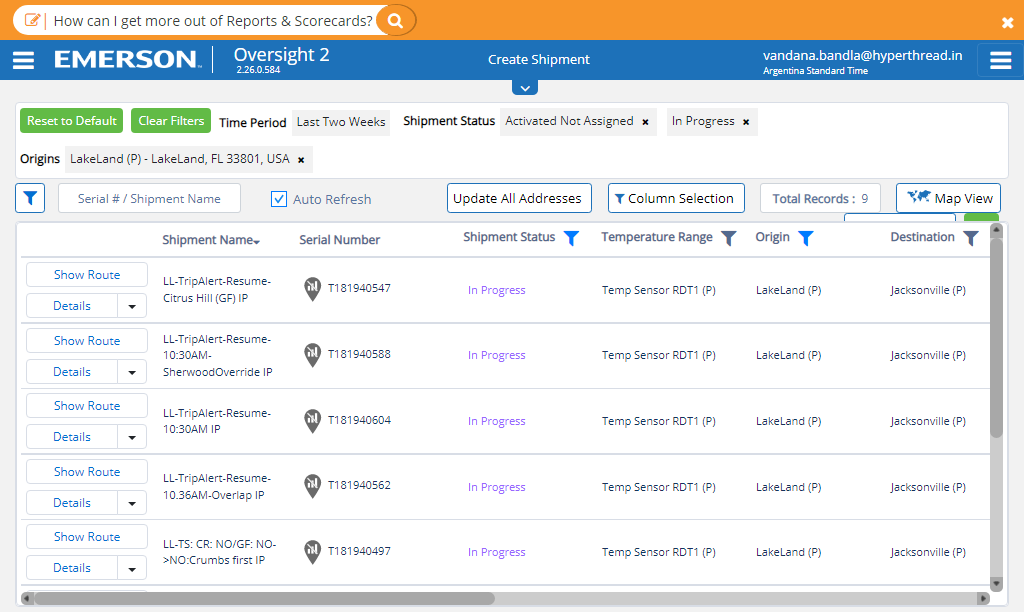 How can I get more out of Reports & Scorecards?
EMERSON.
Oversight 2
2.26.0.584
Create Shipment
vandana.bandla@hyperthread.in
Argentina Standard Time
Reset to Default
Clear Filters
Time Period
Last Two Weeks
Shipment Status
Activated Not Assigned ×
In Progress ×
Origins
LakeLand (P) - LakeLand, FL 33801, USA ×
Serial # / Shipment Name
Auto Refresh
Update All Addresses
Column Selection
Total Records : 9
Map View
Shipment Name
Serial Number
Shipment Status
Temperature Range
Origin
Destination
Show Route
Details
LL-TripAlert-Resume-
Citrus Hill (GF) IP
T181940547
In Progress
Temp Sensor RDT1 (P)
LakeLand (P)
Jacksonville (P)
Show Route
Details
LL-TripAlert-Resume-
10:30AM-
SherwoodOverride IP
T181940588
In Progress
Temp Sensor RDT1 (P)
LakeLand (P)
Jacksonville (P)
Show Route
Details
LL-TripAlert-Resume-
10:30AM IP
T181940604
In Progress
Temp Sensor RDT1 (P)
LakeLand (P)
Jacksonville (P)
Show Route
Details
LL-TripAlert-Resume-
10.36AM-Overlap IP
T181940562
In Progress
Temp Sensor RDT1 (P)
LakeLand (P)
Jacksonville (P)
Show Route
Details
LL-TS: CR: NO/GF: NO-
>NO:Crumbs first IP
T181940497
In Progress
Temp Sensor RDT1 (P)
LakeLand (P)
Jacksonville (P)